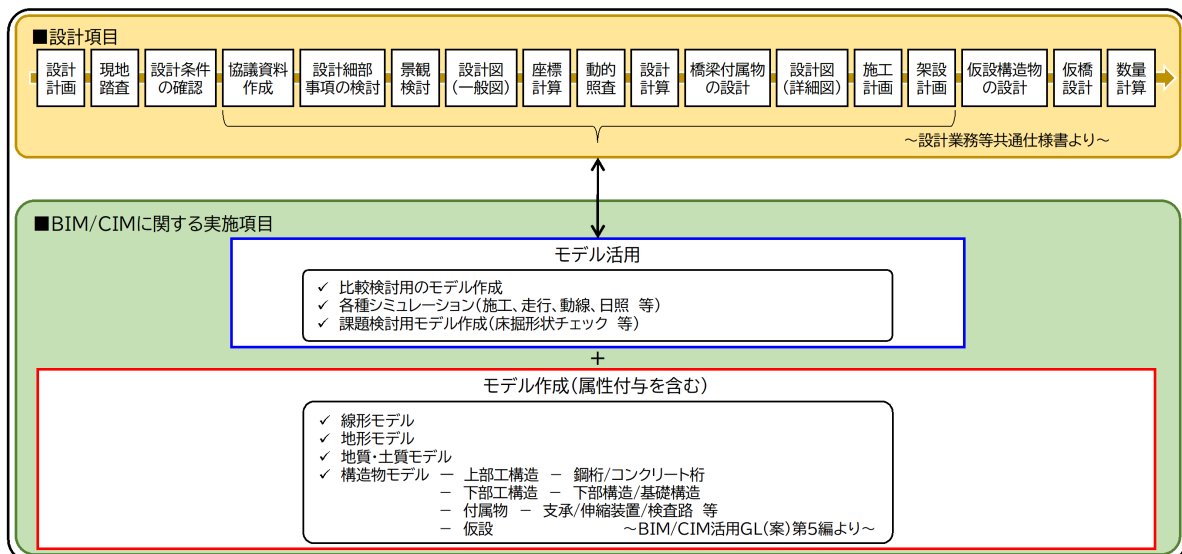 ■設計項目
設計
計画
現地
踏査
設計条件
の確認
協議資料
作成
設計細部
事項の検討
景観
検討
設計図
(一般図)
座標
計算
動的
照査
設計
計算
橋梁付属物
の設計
設計図
(詳細図)
施工
計画
架設
計画
仮設構造物
の設計
仮橋
設計
数量
計算
～設計業務等共通仕様書より～
■BIM/CIMに関する実施項目
モデル活用
✓ 比較検討用のモデル作成
✓ 各種シミュレーション(施工、走行、動線、日照 等)
✓ 課題検討用モデル作成(床掘形状チェック 等)
+
モデル作成(属性付与を含む)
✓ 線形モデル
✓ 地形モデル
✓ 地質・土質モデル
✓ 構造物モデル － 上部工構造 － 鋼桁/コンクリート桁
－ 下部工構造 － 下部構造/基礎構造
－ 付属物 － 支承/伸縮装置/検査路 等
－ 仮設 ～BIM/CIM活用GL(案)第5編より～